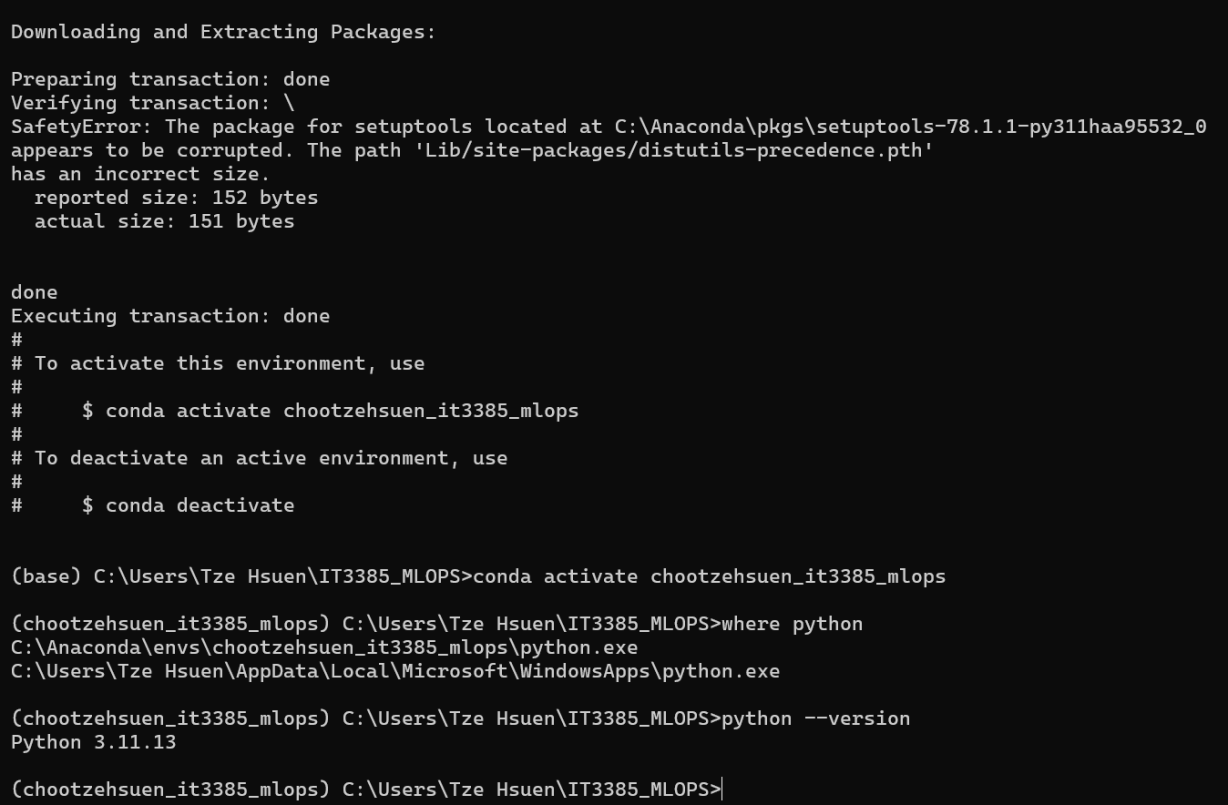 Downloading and Extracting Packages:
Preparing transaction: done
Verifying transaction: \
SafetyError: The package for setuptools located at C:\Anaconda\pkgs\setuptools-78.1.1-py311haa95532_0
appears to be corrupted. The path 'Lib/site-packages/distutils-precedence.pth'
has an incorrect size.
  reported size: 152 bytes
  actual size: 151 bytes
done
Executing transaction: done
#
# To activate this environment, use
#
#     $ conda activate chootzehsuen_it3385_mlops
#
# To deactivate an active environment, use
#
#     $ conda deactivate
(base) C:\Users\Tze Hsuen\IT3385_MLOPS>conda activate chootzehsuen_it3385_mlops
(chootzehsuen_it3385_mlops) C:\Users\Tze Hsuen\IT3385_MLOPS>where python
C:\Anaconda\envs\chootzehsuen_it3385_mlops\python.exe
C:\Users\Tze Hsuen\AppData\Local\Microsoft\WindowsApps\python.exe
(chootzehsuen_it3385_mlops) C:\Users\Tze Hsuen\IT3385_MLOPS>python --version
Python 3.11.13
(chootzehsuen_it3385_mlops) C:\Users\Tze Hsuen\IT3385_MLOPS>